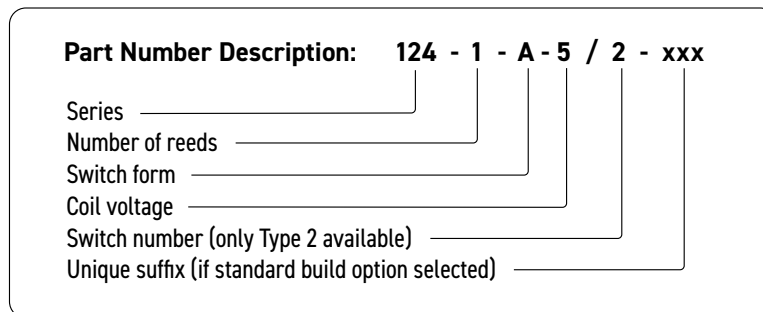 Part Number Description: 124 - 1 - A - 5 / 2 - xxx
Series
Number of reeds
Switch form
Coil voltage
Switch number (only Type 2 available)
Unique suffix (if standard build option selected)